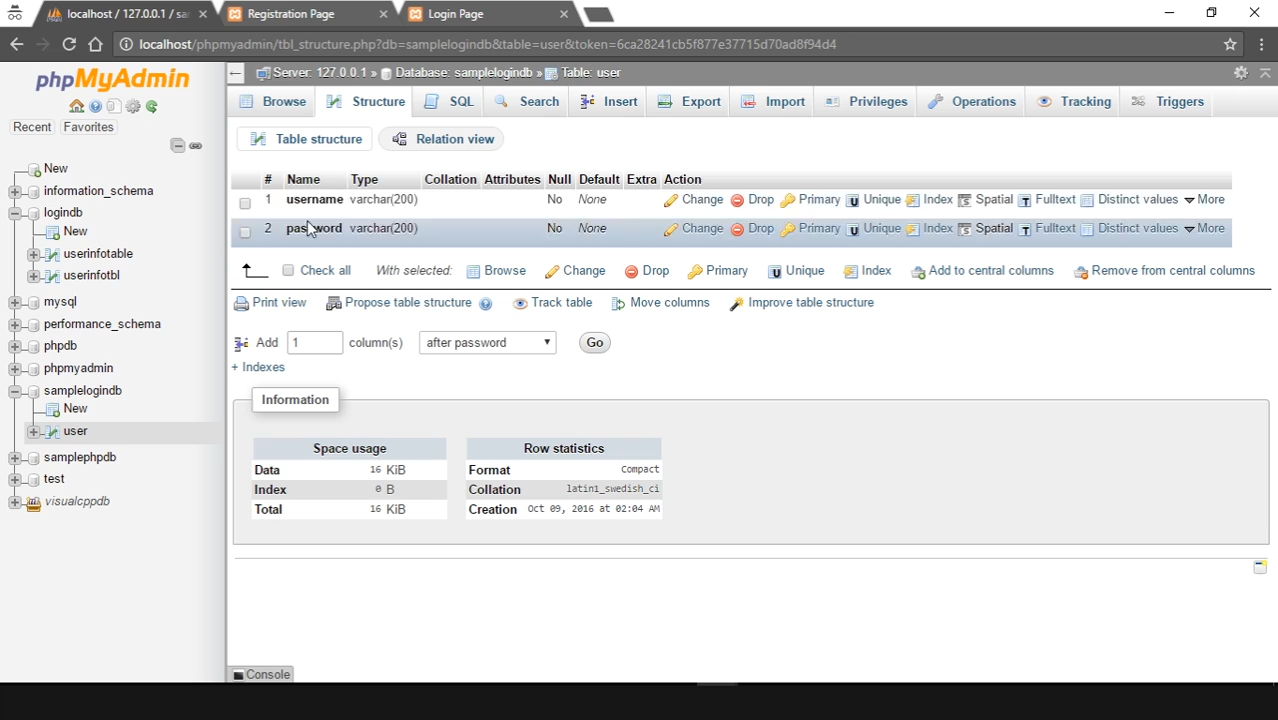 localhost / 127.0.0.1 / sa
Registration Page
Login Page
localhost/phpmyadmin/tbl_structure.php?db=samplelogindb&table=user&token=6ca28241cb5f877e37715d70ad8f94d4
phpMyAdmin
Recent Favorites
New
information_schema
logindb
New
userinfotable
userinfotbl
mysql
performance_schema
phpdb
phpmyadmin
samplelogindb
New
user
samplephpdb
test
visualcppdb
Server: 127.0.0.1 » Database: samplelogindb » Table: user
Browse Structure SQL Search Insert Export Import Privileges Operations Tracking Triggers
Table structure Relation view
# Name Type Collation Attributes Null Default Extra Action
1 username varchar(200) No None Change Drop Primary Unique Index Spatial Fulltext Distinct values More
2 password varchar(200) No None Change Drop Primary Unique Index Spatial Fulltext Distinct values More
Check all With selected: Browse Change Drop Primary Unique Index Add to central columns Remove from central columns
Print view Propose table structure Track table Move columns Improve table structure
Add 1 column(s) after password Go
+ Indexes
Information
Space usage
Data 16 KiB
Index 0 B
Total 16 KiB
Row statistics
Format Compact
Collation latin1_swedish_ci
Creation Oct 09, 2016 at 02:04 AM
Console